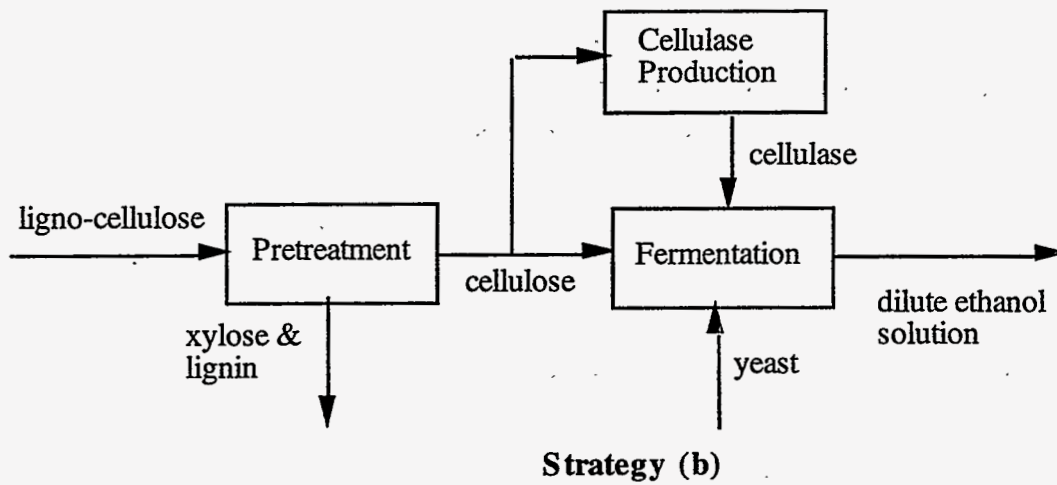 Cellulase
Production
cellulase
ligno-cellulose
Pretreatment
cellulose
Fermentation
dilute ethanol
solution
xylose &
lignin
yeast
Strategy (b)